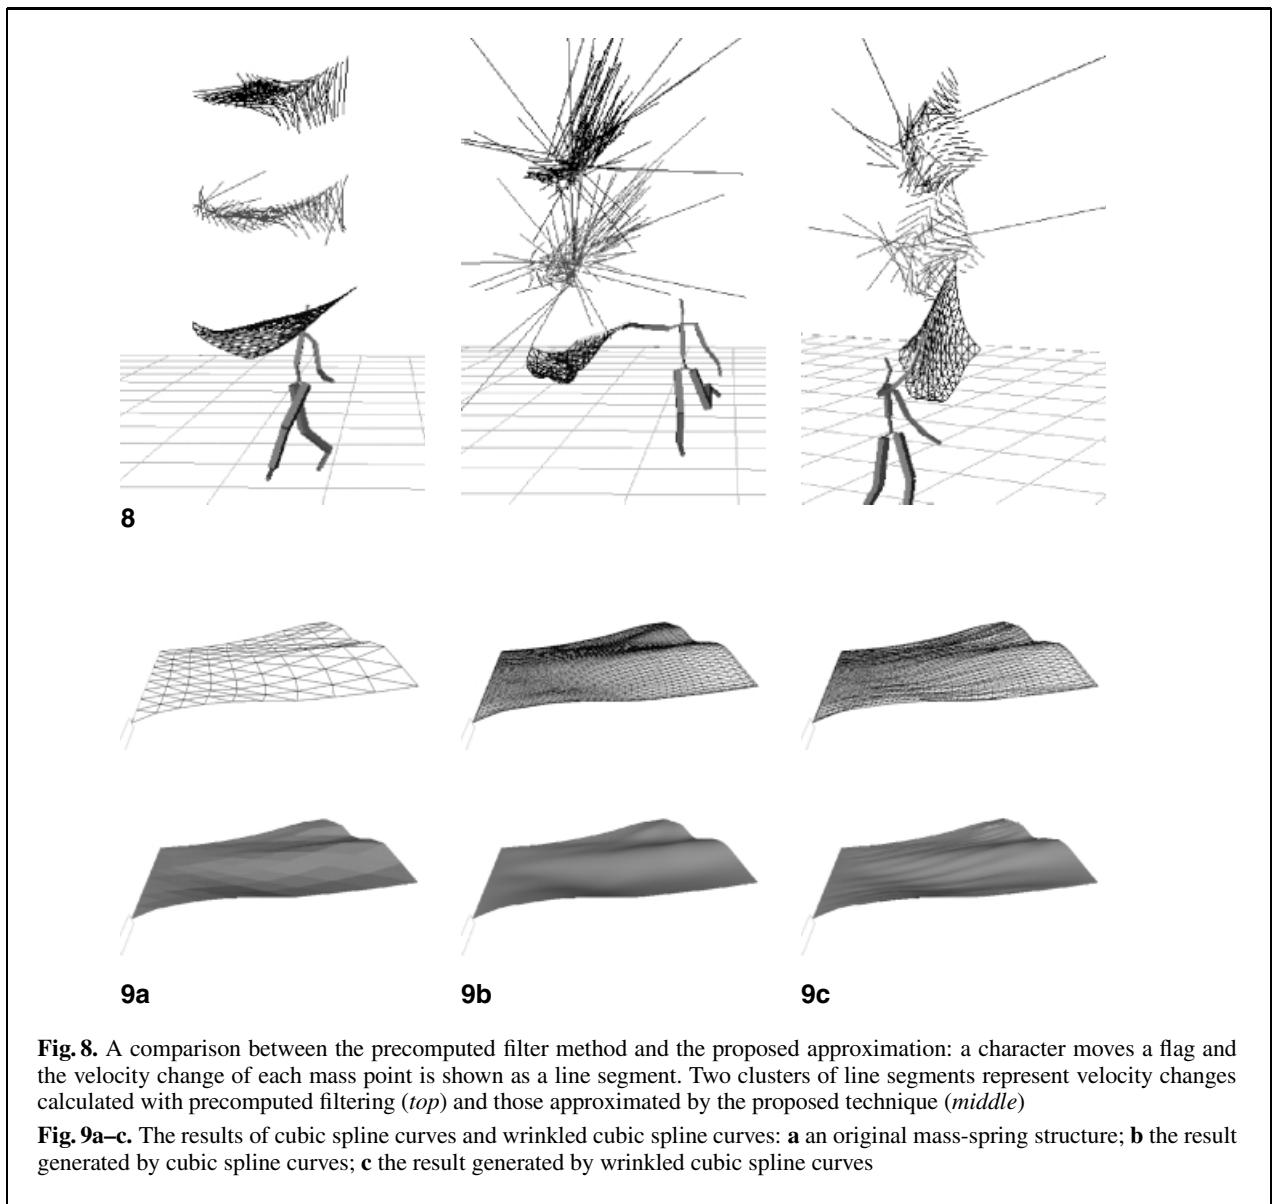 8
9a
9b
9c
Fig. 8. A comparison between the precomputed filter method and the proposed approximation: a character moves a flag and
the velocity change of each mass point is shown as a line segment. Two clusters of line segments represent velocity changes
calculated with precomputed filtering (top) and those approximated by the proposed technique (middle)
Fig. 9a–c. The results of cubic spline curves and wrinkled cubic spline curves: a an original mass-spring structure; b the result
generated by cubic spline curves; c the result generated by wrinkled cubic spline curves